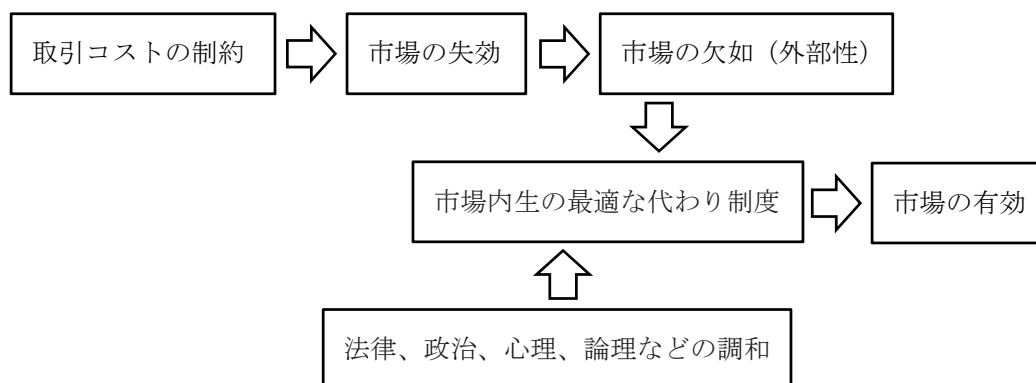 取引コストの制約
市場の失効
市場の欠如（外部性）
市場内生の最適な代わり制度
市場の有効
法律、政治、心理、論理などの調和